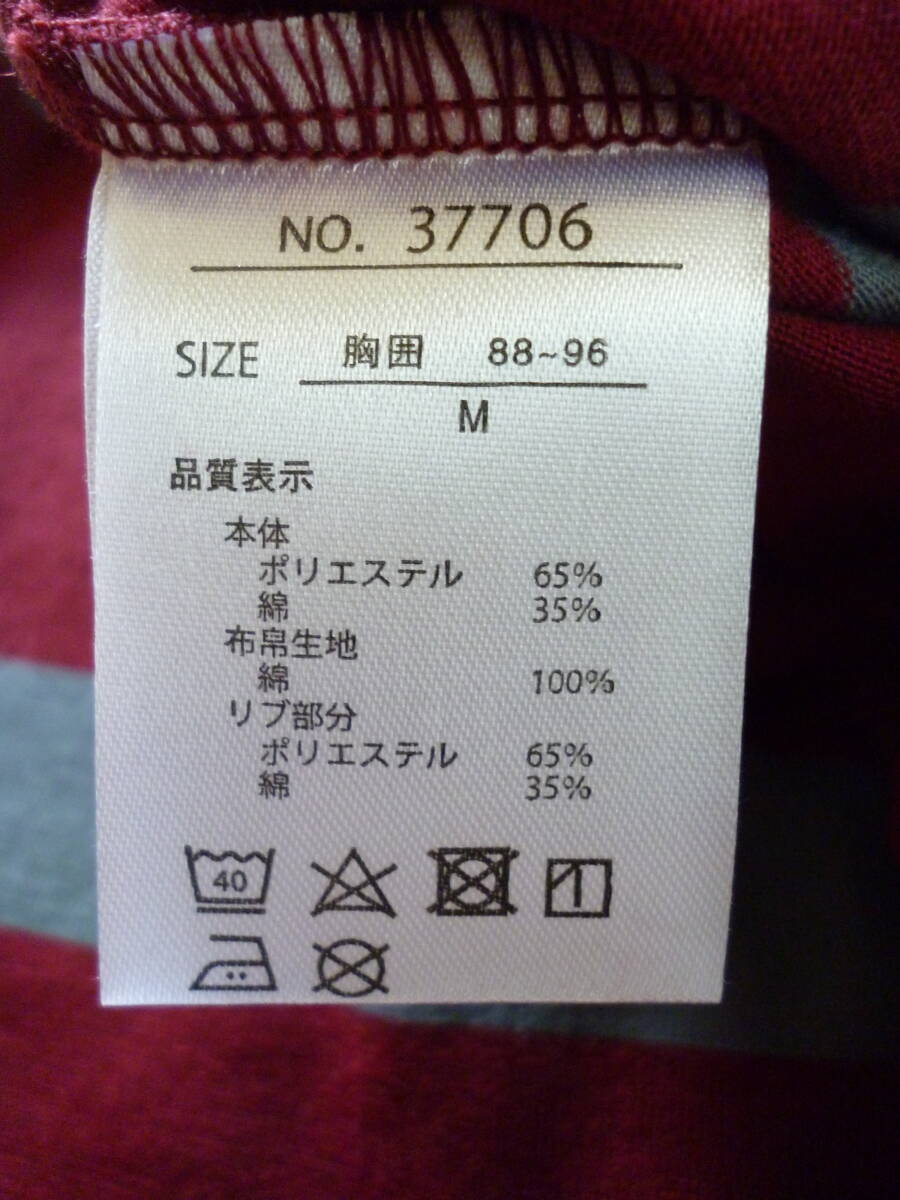 NO. 37706
SIZE 胸囲 88~96
M
品質表示
本体
ポリエステル 65%
綿 35%
布帛生地
綿 100%
リブ部分
ポリエステル 65%
綿 35%
40